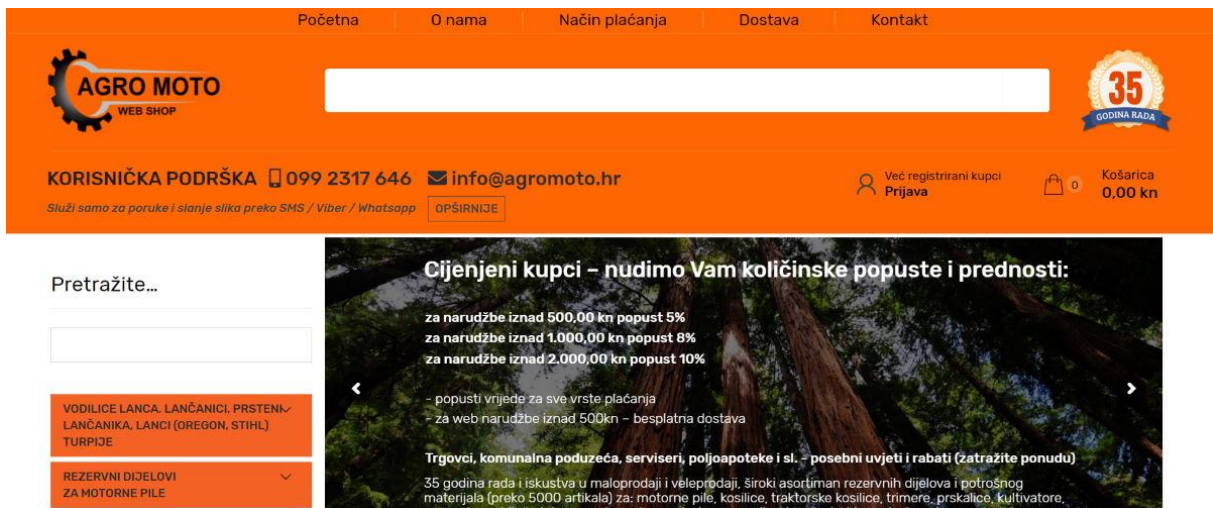 Početna O nama Način plaćanja Dostava Kontakt
AGRO MOTO
WEB SHOP
35
GODINA RADA
KORISNIČKA PODRŠKA 099 2317 646 info@agromoto.hr
Služi samo za poruke i slanje slika preko SMS / Viber / Whatsapp OPŠIRNIJE
Već registrirani kupci
Prijava
0
Košarica
0,00 kn
Pretražite...
VODILICE LANCA, LANČANICI, PRSTENI
LANČANIKA, LANCI (OREGON, STIHL)
TURPIJE
REZERVNI DIJELOVI
ZA MOTORNE PILE
Cijenjeni kupci – nudimo Vam količinske popuste i prednosti:
za narudžbe iznad 500,00 kn popust 5%
za narudžbe iznad 1.000,00 kn popust 8%
za narudžbe iznad 2.000,00 kn popust 10%
- popusti vrijede za sve vrste plaćanja
- za web narudžbe iznad 500kn – besplatna dostava
Trgovci, komunalna poduzeća, serviseri, poljoapoteke i sl. - posebni uvjeti i rabati (zatražite ponudu)
35 godina rada i iskustva u maloprodaji i veleprodaji, široki asortiman rezervnih dijelova i potrošnog
materijala (preko 5000 artikala) za: motorne pile, kosilice, traktorske kosilice, trimere, prskalice, kultivatore,